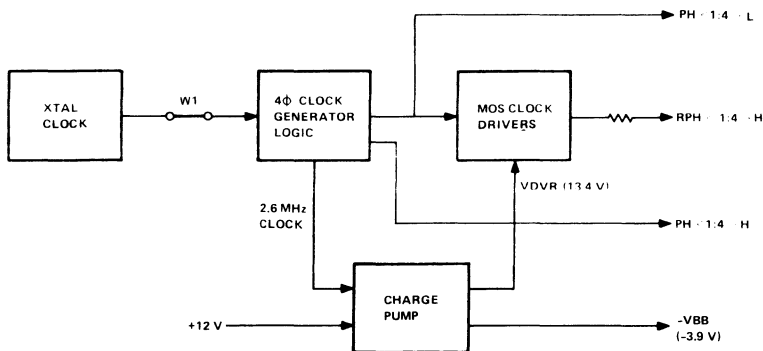 PH · 1:4 · L
XTAL
CLOCK
W1
4Φ CLOCK
GENERATOR
LOGIC
MOS CLOCK
DRIVERS
RPH · 1:4 · H
VDVR (13.4 V)
2.6 MHz
CLOCK
PH · 1:4 · H
+12 V
CHARGE
PUMP
-VBB
(-3.9 V)